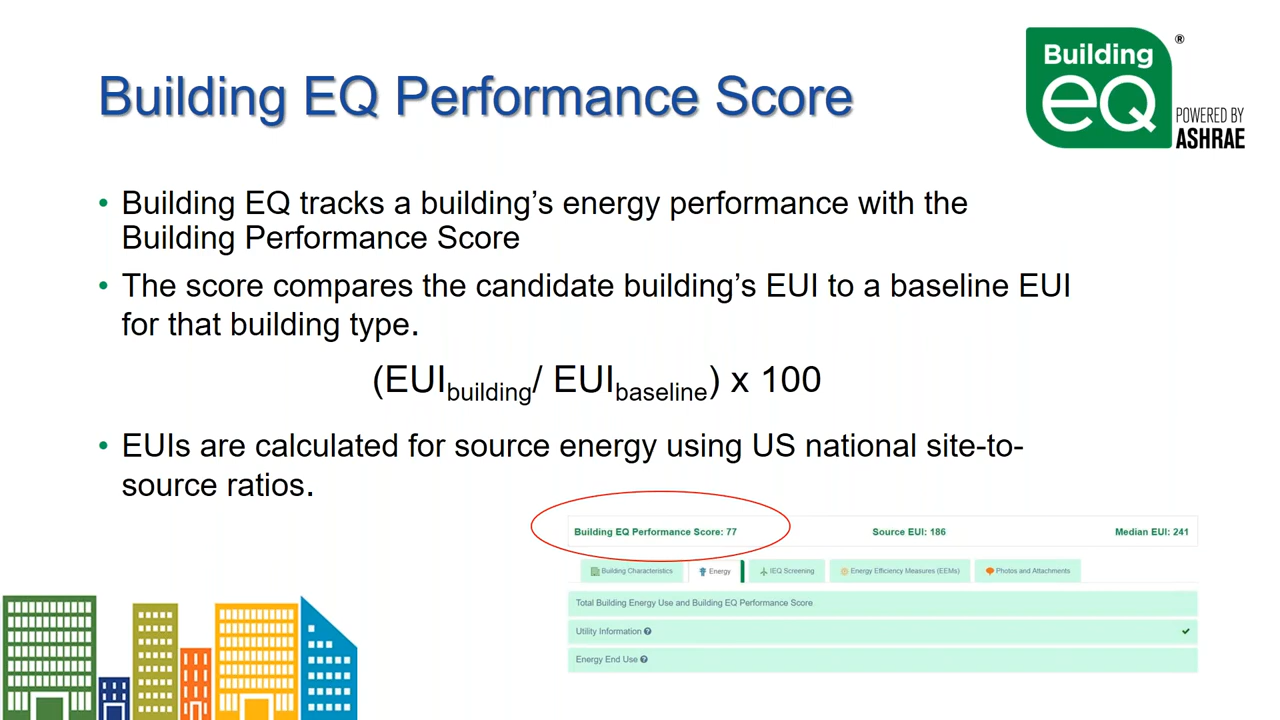 Building EQ Performance Score
Building
eQ
®
POWERED BY
ASHRAE
• Building EQ tracks a building’s energy performance with the
Building Performance Score
• The score compares the candidate building’s EUI to a baseline EUI
for that building type.
(EUIbuilding/ EUIbaseline) x 100
• EUIs are calculated for source energy using US national site-to-
source ratios.
Building EQ Performance Score: 77 Source EUI: 186 Median EUI: 241
Building Characteristics Energy IEQ Screening Energy Efficiency Measures (EEMs) Photos and Attachments
Total Building Energy Use and Building EQ Performance Score
Utility Information
Energy End Use